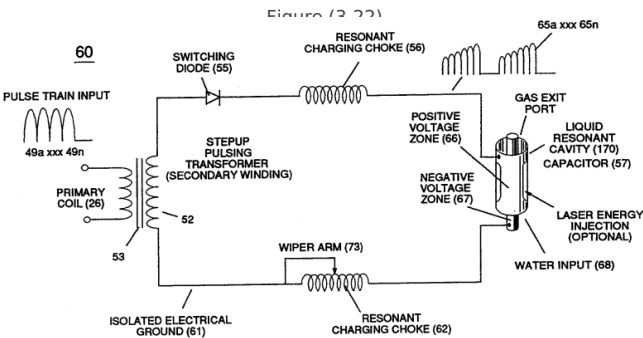 Figure (3.22)
60
65a xxx 65n
RESONANT
CHARGING CHOKE (56)
SWITCHING
DIODE (55)
PULSE TRAIN INPUT
49a xxx 49n
STEPUP
PULSING
TRANSFORMER
(SECONDARY WINDING)
POSITIVE
VOLTAGE
ZONE (66)
GAS EXIT
PORT
LIQUID
RESONANT
CAVITY (170)
CAPACITOR (57)
PRIMARY
COIL (26)
NEGATIVE
VOLTAGE
ZONE (67)
52
53
LASER ENERGY
INJECTION
(OPTIONAL)
WIPER ARM (73)
WATER INPUT (68)
ISOLATED ELECTRICAL
GROUND (61)
RESONANT
CHARGING CHOKE (62)